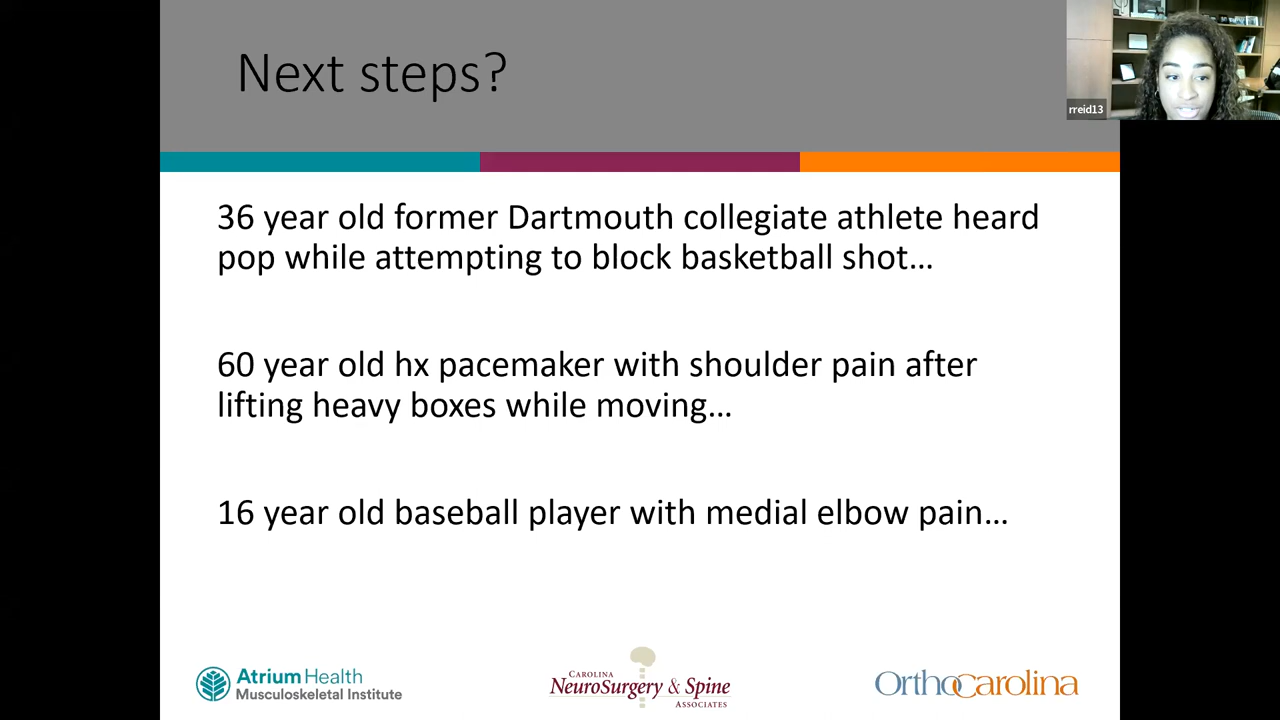 Next steps?
rreid13
36 year old former Dartmouth collegiate athlete heard
pop while attempting to block basketball shot…
60 year old hx pacemaker with shoulder pain after
lifting heavy boxes while moving…
16 year old baseball player with medial elbow pain…
Atrium Health
Musculoskeletal Institute
CAROLINA
NEUROSURGERY & SPINE
ASSOCIATES
OrthoCarolina